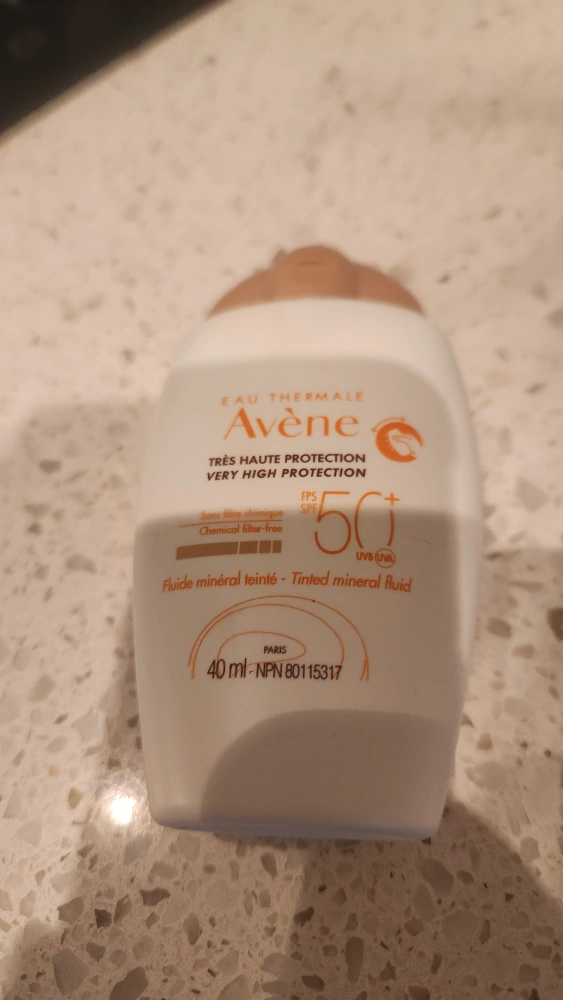 EAU THERMALE
Avène
TRÈS HAUTE PROTECTION
VERY HIGH PROTECTION
Sans filtre chimique
Chemical filter-free
FPS
SPF 50+
UVB UVA
Fluide minéral teinté - Tinted mineral fluid
PARIS
40 ml - NPN 80115317